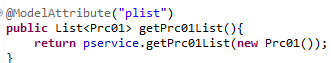 @ModelAttribute("plist")
public List<Prc01> getPrc01List(){
    return pservice.getPrc01List(new Prc01());
}